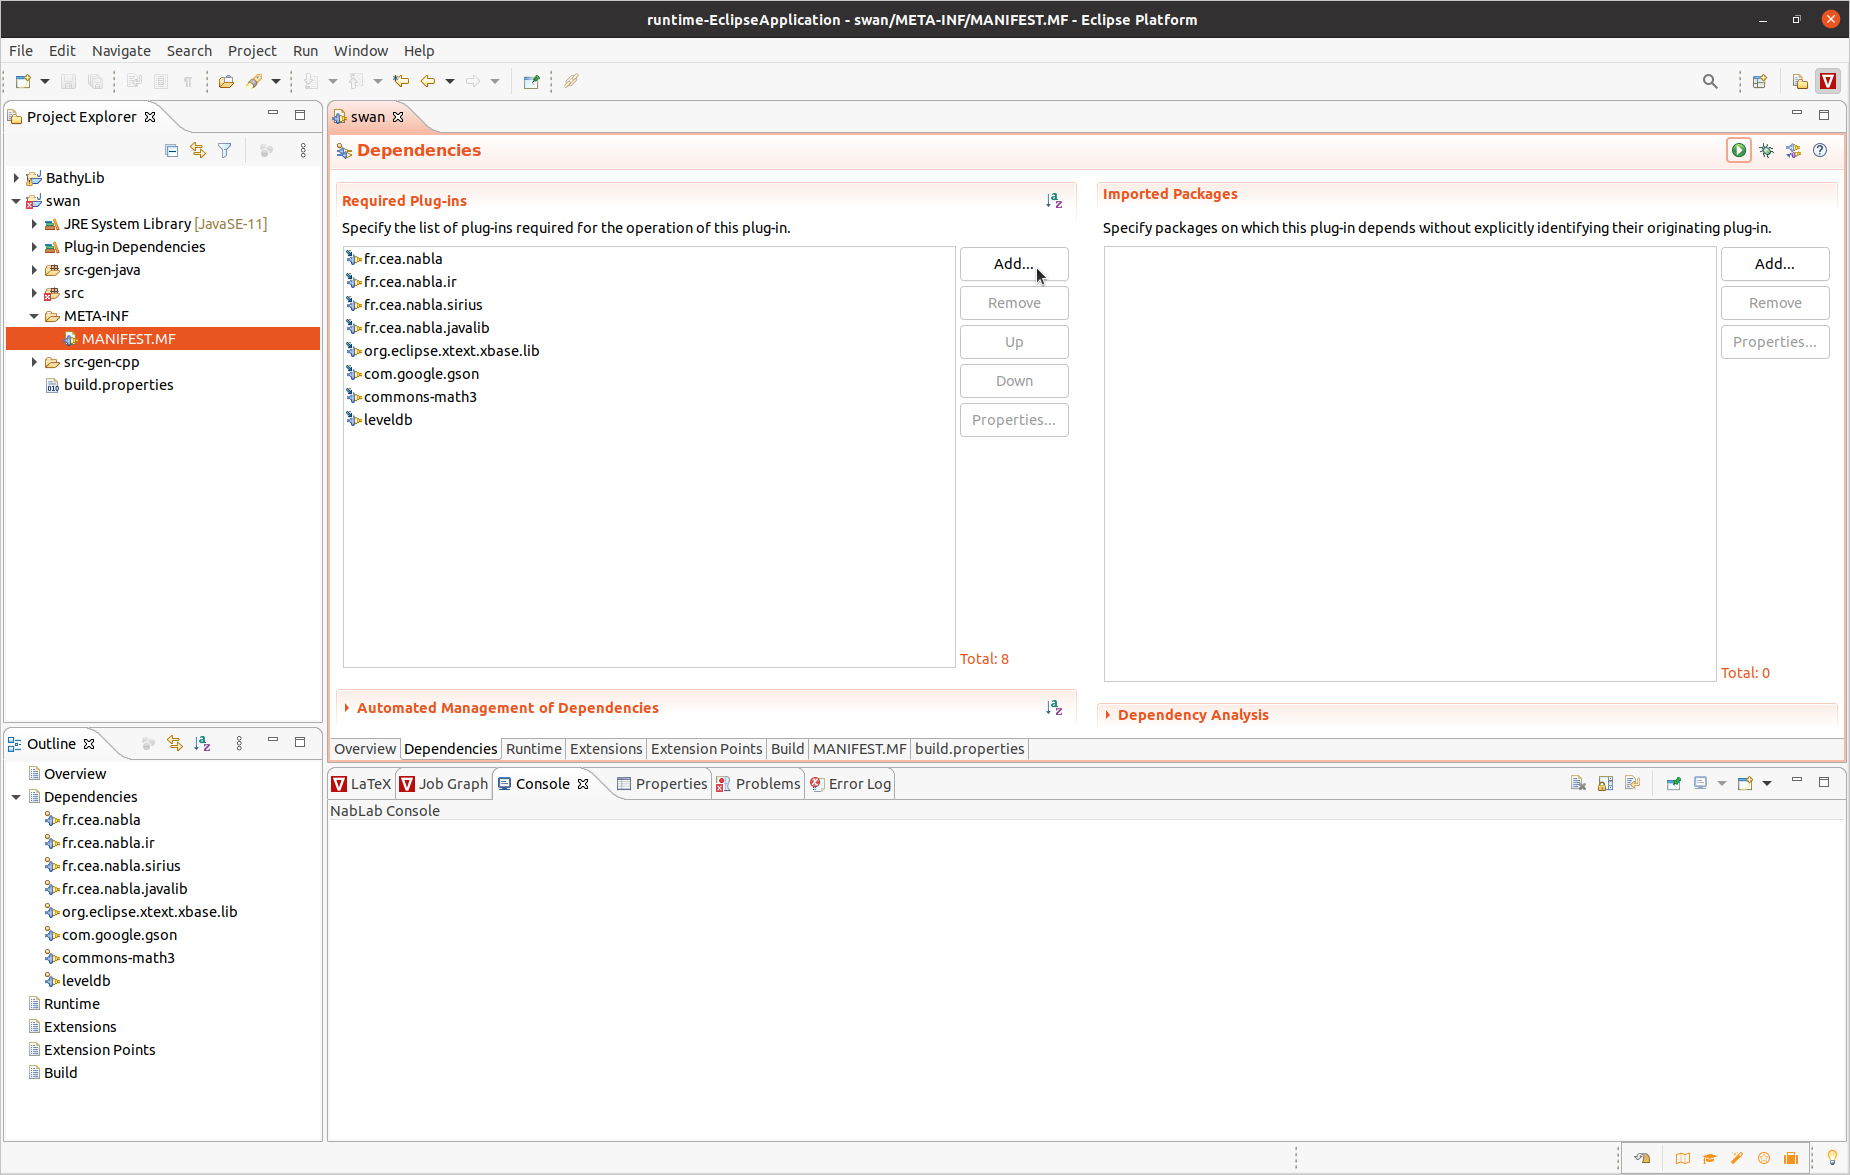 runtime-EclipseApplication - swan/META-INF/MANIFEST.MF - Eclipse Platform
File Edit Navigate Search Project Run Window Help
Project Explorer
BathyLib
swan
JRE System Library [JavaSE-11]
Plug-in Dependencies
src-gen-java
src
META-INF
MANIFEST.MF
src-gen-cpp
build.properties
swan
Dependencies
Required Plug-ins
Specify the list of plug-ins required for the operation of this plug-in.
fr.cea.nabla
fr.cea.nabla.ir
fr.cea.nabla.sirius
fr.cea.nabla.javalib
org.eclipse.xtext.xbase.lib
com.google.gson
commons-math3
leveldb
Add...
Remove
Up
Down
Properties...
Total: 8
Imported Packages
Specify packages on which this plug-in depends without explicitly identifying their originating plug-in.
Add...
Remove
Properties...
Total: 0
Automated Management of Dependencies
Dependency Analysis
Overview Dependencies Runtime Extensions Extension Points Build MANIFEST.MF build.properties
Outline
Overview
Dependencies
fr.cea.nabla
fr.cea.nabla.ir
fr.cea.nabla.sirius
fr.cea.nabla.javalib
org.eclipse.xtext.xbase.lib
com.google.gson
commons-math3
leveldb
Runtime
Extensions
Extension Points
Build
LaTeX Job Graph Console Properties Problems Error Log
NabLab Console